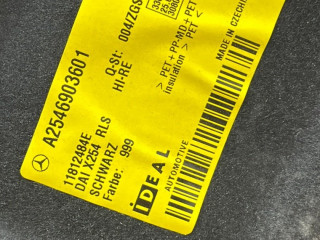 A2546903601
Q-St: 004/ZGS
HI-RE
11812484E
DAI X254 RLS
SCHWARZ
Farbe: 999
> PET + PP-MD + PET
insulation > PET
MADE IN CZECH
iDEAL
AUTOMOTIVE